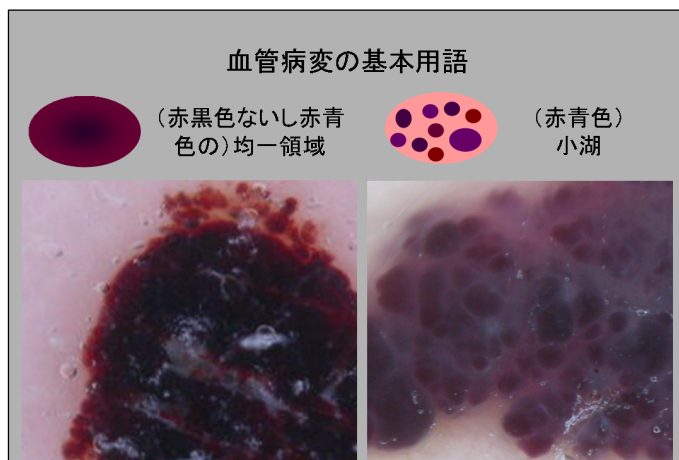 血管病変の基本用語
(赤黒色ないし赤青
色の)均一領域
(赤青色)
小湖